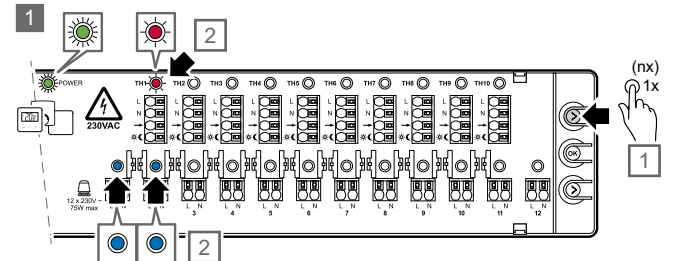 1
2
(nx)
1x
POWER
TH1 TH2 TH3 TH4 TH5 TH6 TH7 TH8 TH9 TH10
L L L L L L L L L L
N N N N N N N N N N
230VAC
OK
1
12 x 230V ~
75W max
L N L N L N L N L N L N L N L N L N L N
3 4 5 6 7 8 9 10 11 12
2